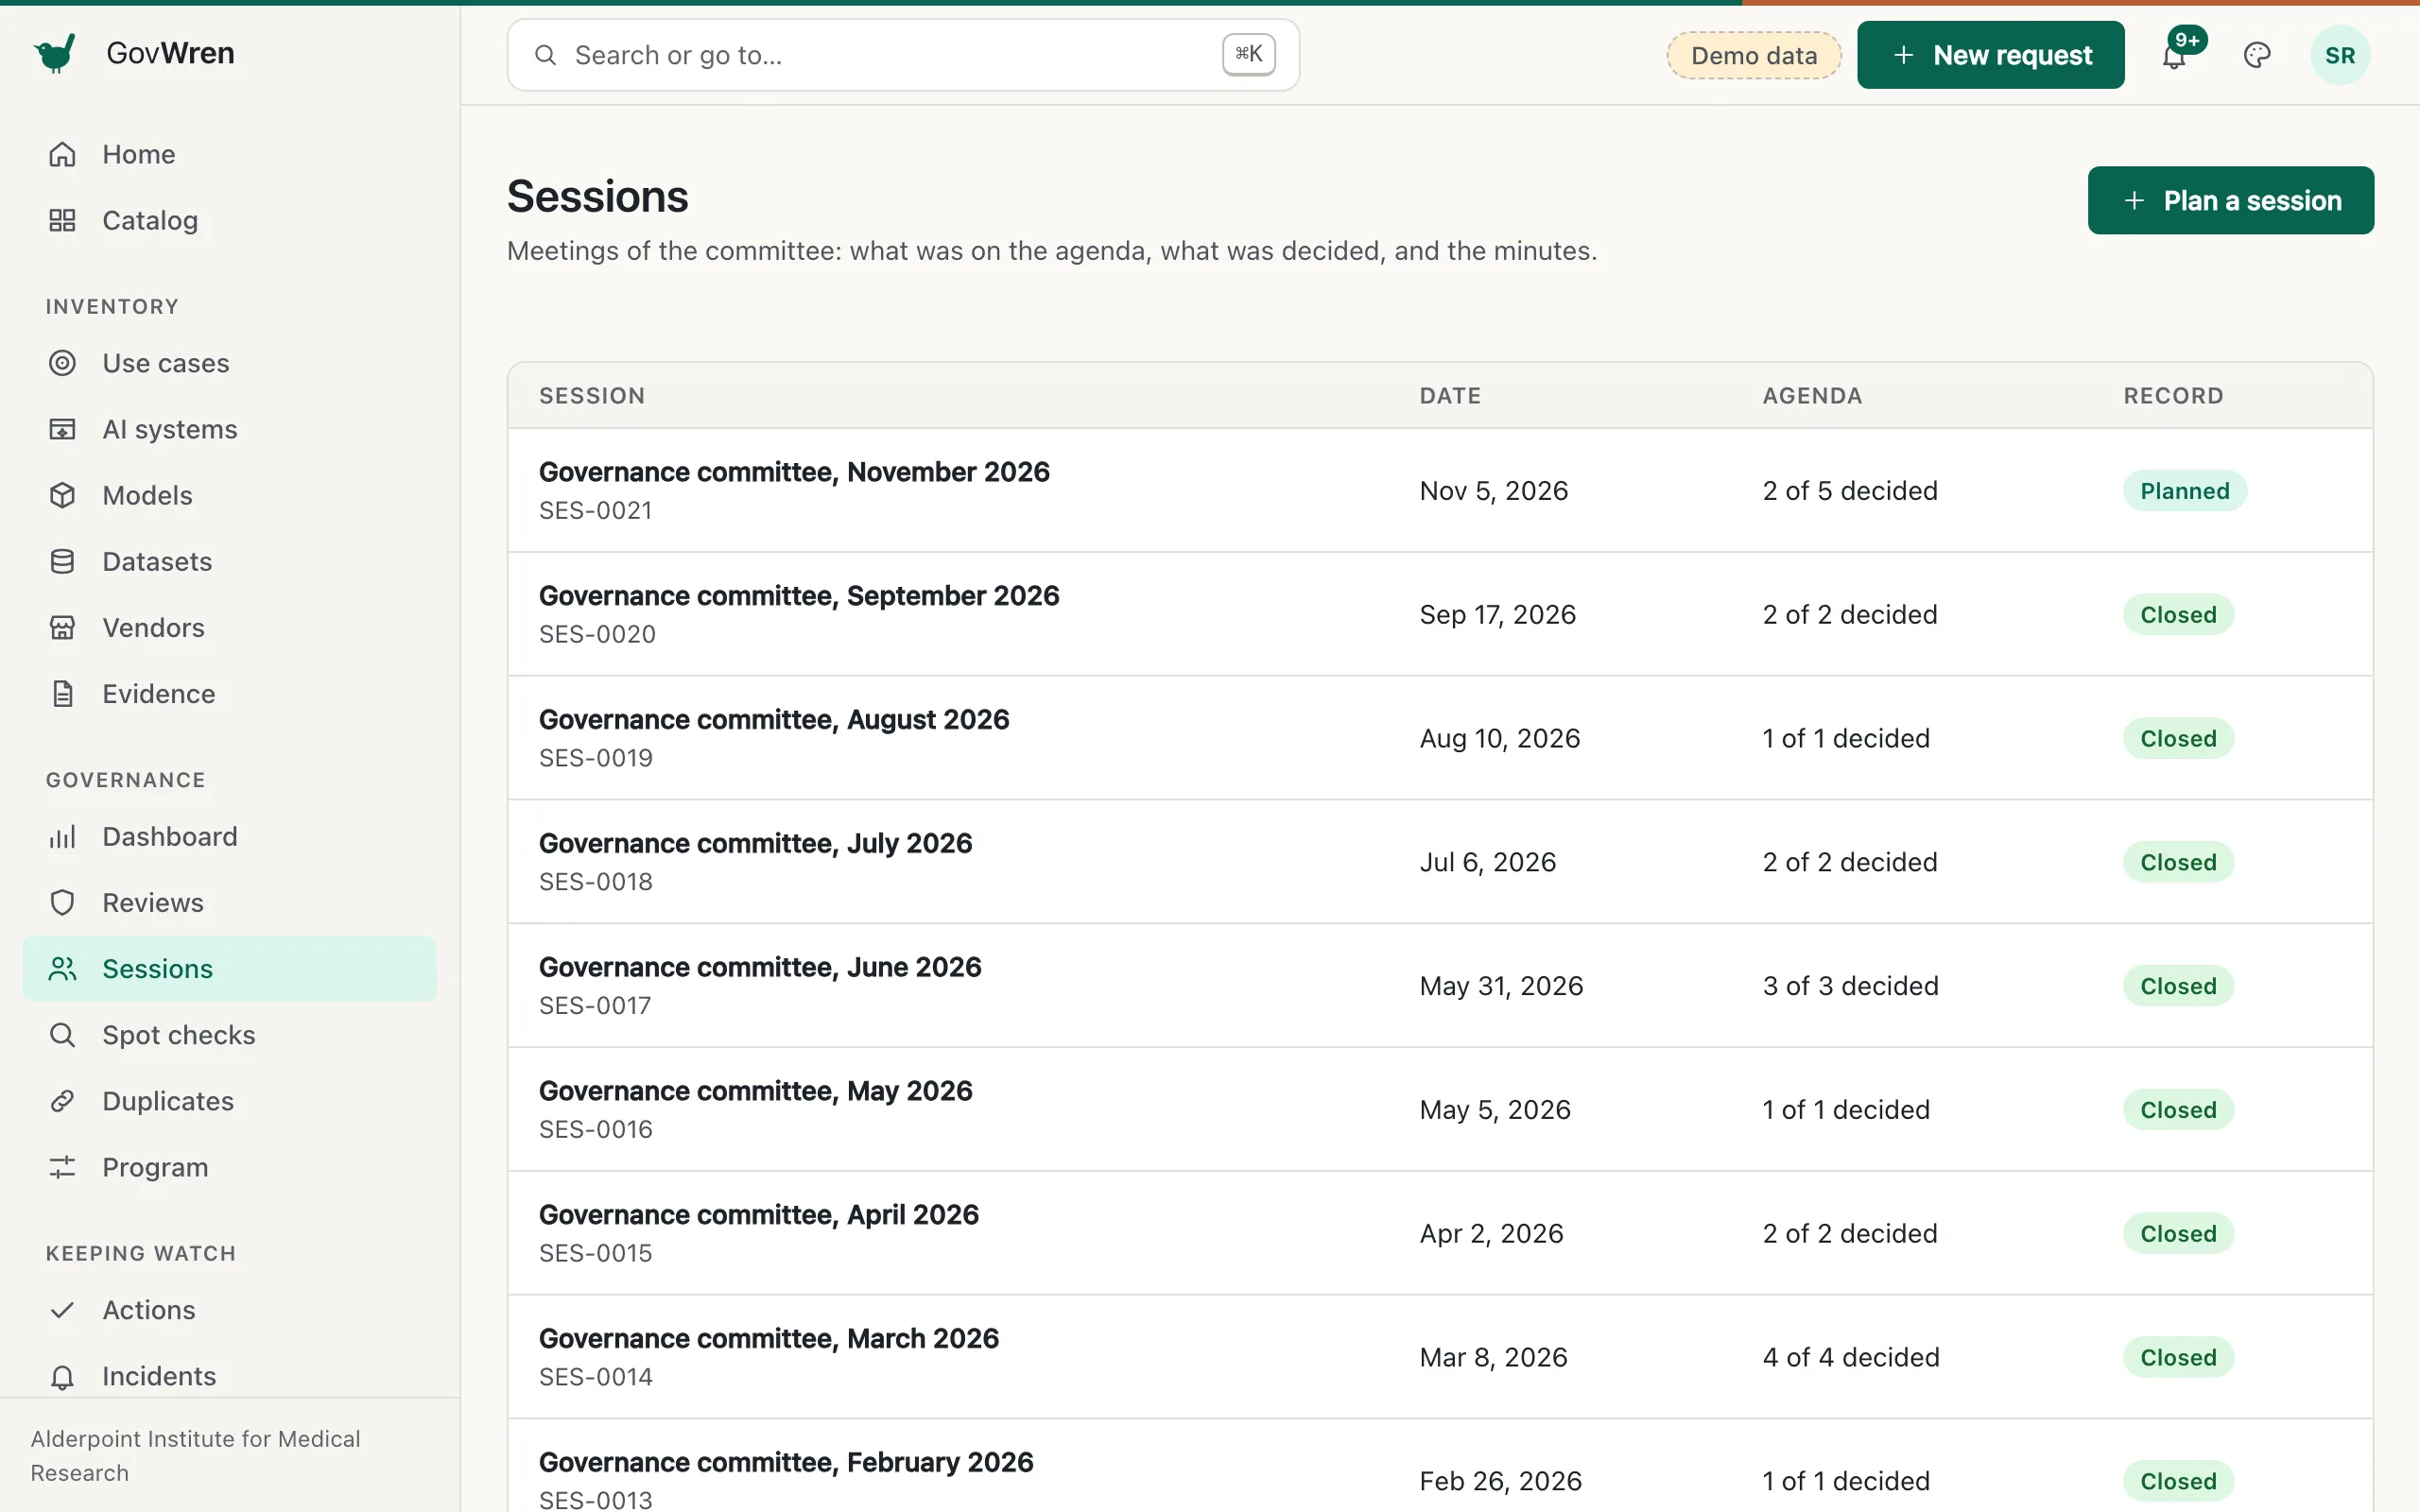 GovWren
Search or go to...
⌘K
Demo data
+ New request
9+
SR
Home
Catalog
INVENTORY
Use cases
AI systems
Models
Datasets
Vendors
Evidence
GOVERNANCE
Dashboard
Reviews
Sessions
Spot checks
Duplicates
Program
KEEPING WATCH
Actions
Incidents
Alderpoint Institute for Medical
Research
Sessions
Meetings of the committee: what was on the agenda, what was decided, and the minutes.
+ Plan a session
SESSION DATE AGENDA RECORD
Governance committee, November 2026
SES-0021
Nov 5, 2026 2 of 5 decided Planned
Governance committee, September 2026
SES-0020
Sep 17, 2026 2 of 2 decided Closed
Governance committee, August 2026
SES-0019
Aug 10, 2026 1 of 1 decided Closed
Governance committee, July 2026
SES-0018
Jul 6, 2026 2 of 2 decided Closed
Governance committee, June 2026
SES-0017
May 31, 2026 3 of 3 decided Closed
Governance committee, May 2026
SES-0016
May 5, 2026 1 of 1 decided Closed
Governance committee, April 2026
SES-0015
Apr 2, 2026 2 of 2 decided Closed
Governance committee, March 2026
SES-0014
Mar 8, 2026 4 of 4 decided Closed
Governance committee, February 2026
SES-0013
Feb 26, 2026 1 of 1 decided Closed